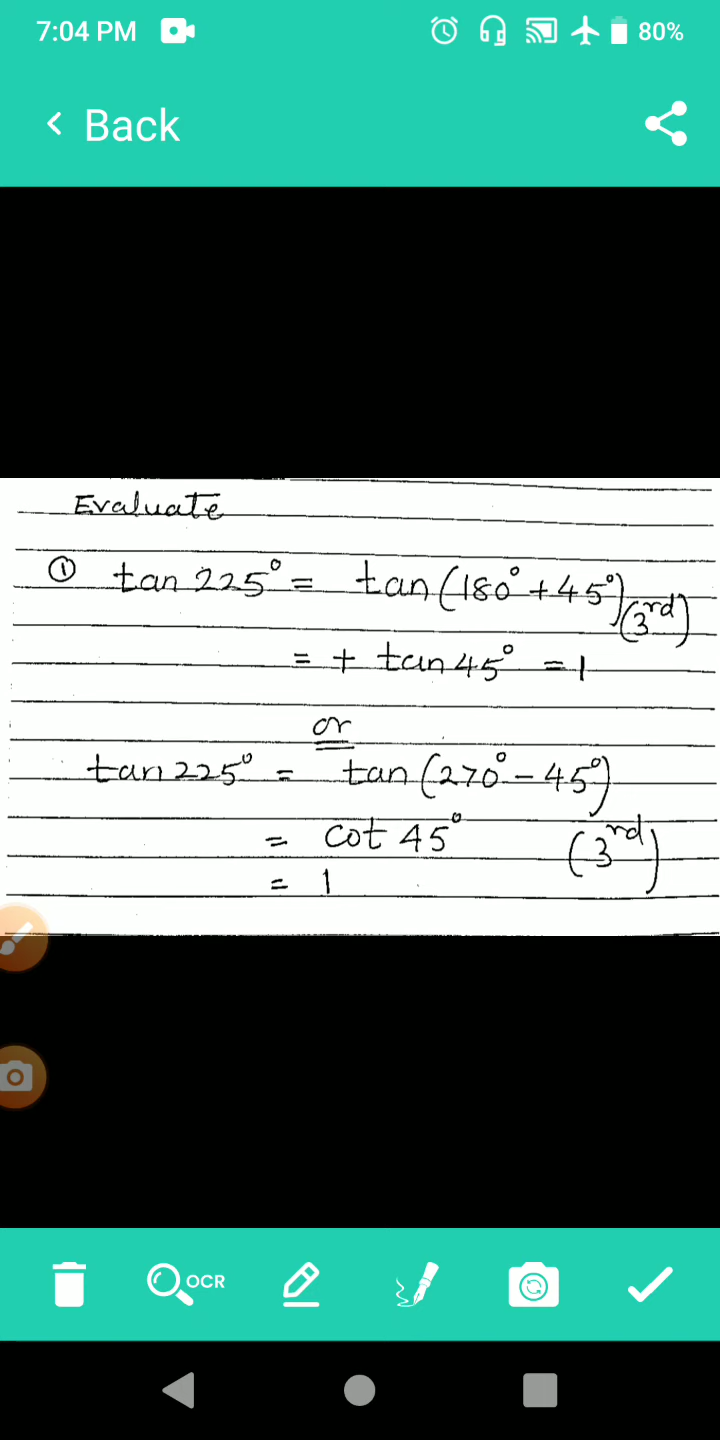 7:04 PM 80%
Back
Evaluate
① tan 225° = tan(180° + 45°) (3rd)
= + tan 45° = 1
or
tan 225° = tan (270° - 45°)
= cot 45° (3rd)
= 1
OCR